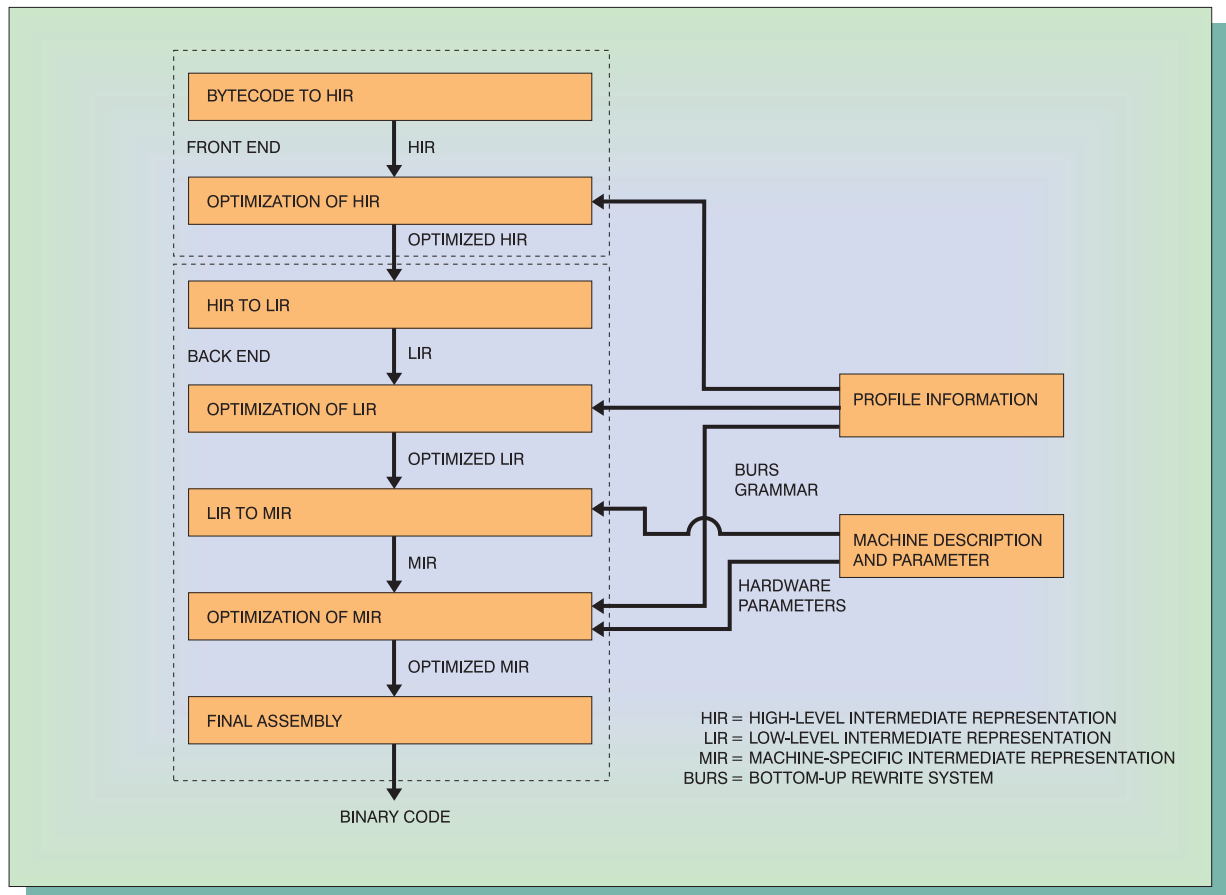 BYTECODE TO HIR
FRONT END
HIR
OPTIMIZATION OF HIR
OPTIMIZED HIR
HIR TO LIR
BACK END
LIR
OPTIMIZATION OF LIR
OPTIMIZED LIR
LIR TO MIR
MIR
OPTIMIZATION OF MIR
OPTIMIZED MIR
FINAL ASSEMBLY
BINARY CODE
PROFILE INFORMATION
BURS
GRAMMAR
MACHINE DESCRIPTION
AND PARAMETER
HARDWARE
PARAMETERS
HIR = HIGH-LEVEL INTERMEDIATE REPRESENTATION
LIR = LOW-LEVEL INTERMEDIATE REPRESENTATION
MIR = MACHINE-SPECIFIC INTERMEDIATE REPRESENTATION
BURS = BOTTOM-UP REWRITE SYSTEM